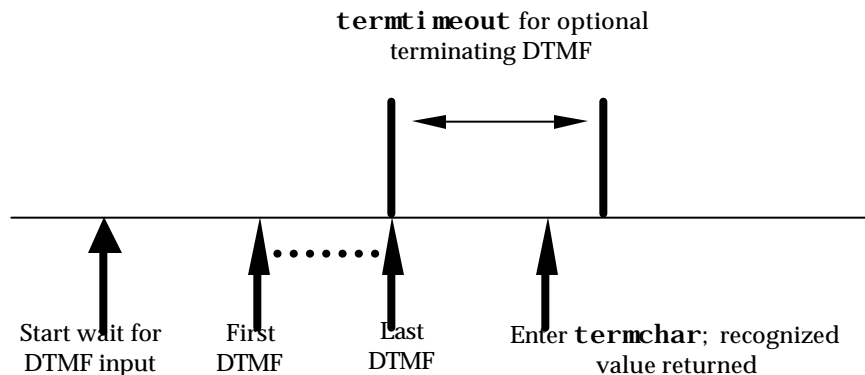 termtimeout for optional
terminating DTMF
Start wait for
DTMF input
First
DTMF
Last
DTMF
Enter termchar; recognized
value returned